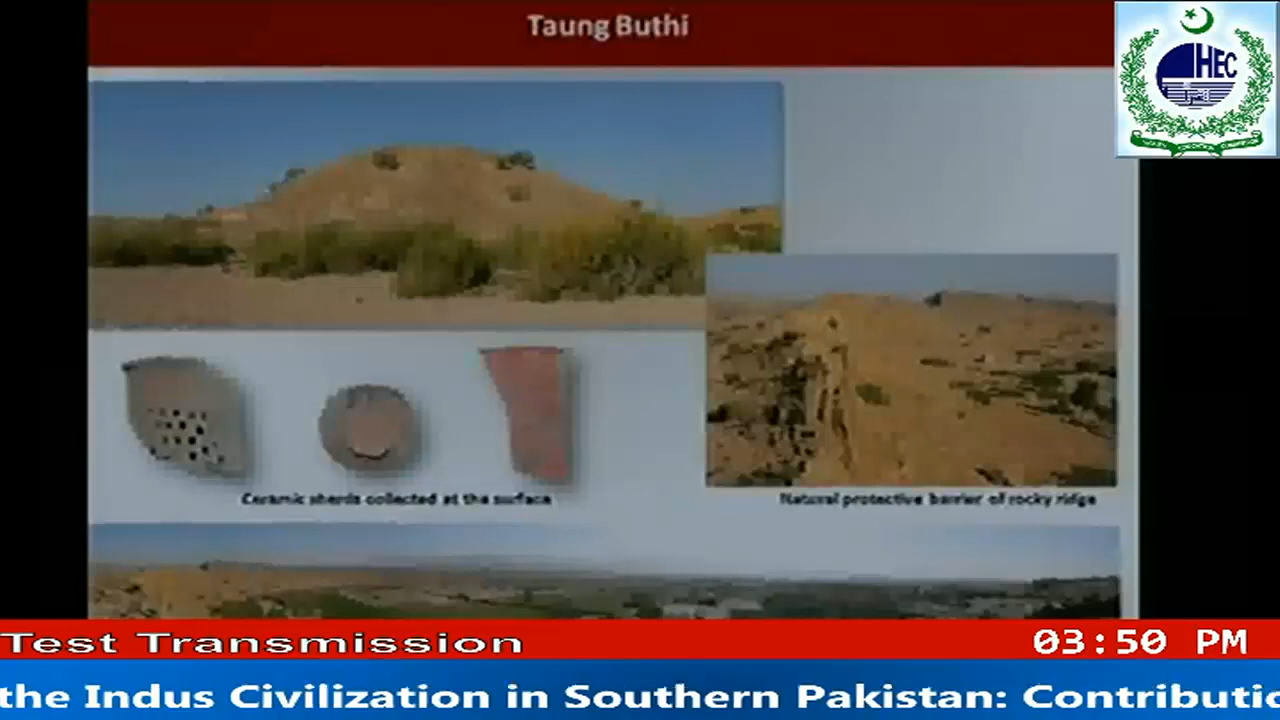 Taung Buthi
HEC
Ceramic sherds collected at the surface
Natural protective barrier of rocky ridge
Test Transmission
03:50 PM
the Indus Civilization in Southern Pakistan: Contributio